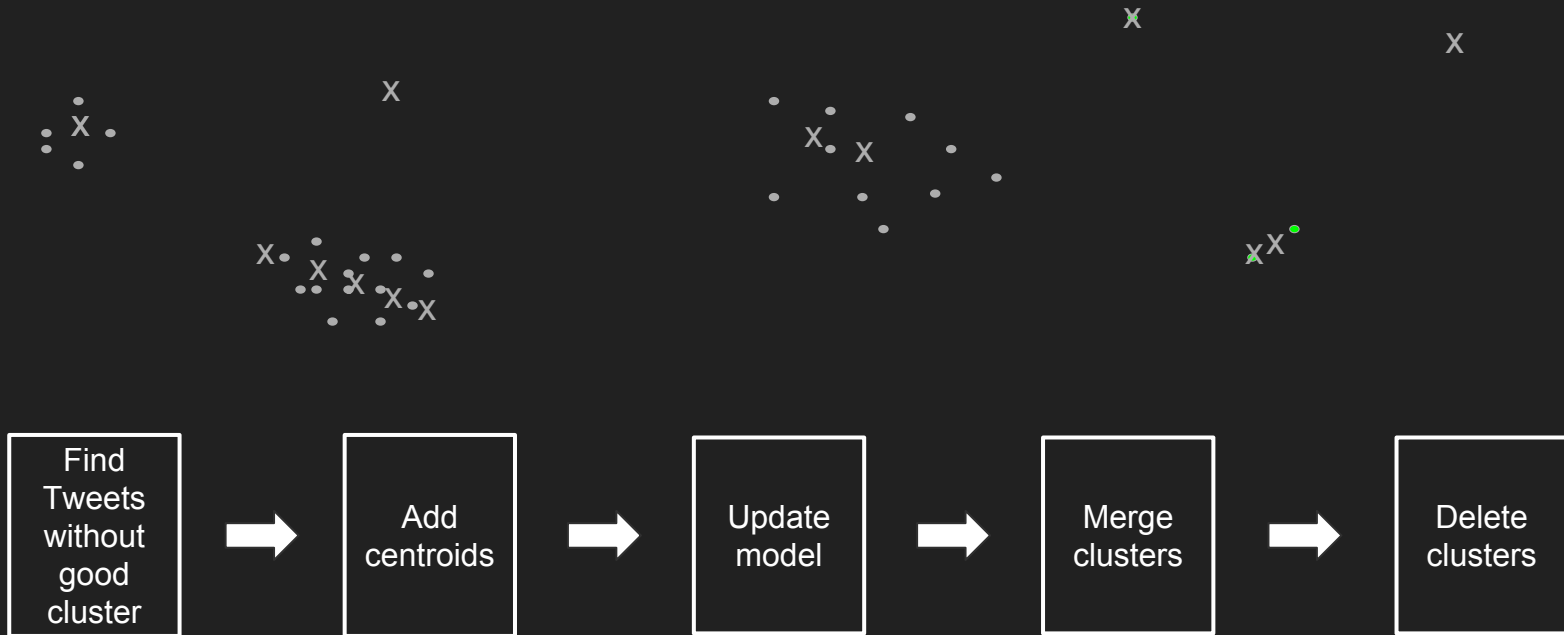 X
X
X
X
X
X
X
X
X
X
X
X
X
X
Find
Tweets
without
good
cluster
Add
centroids
Update
model
Merge
clusters
Delete
clusters